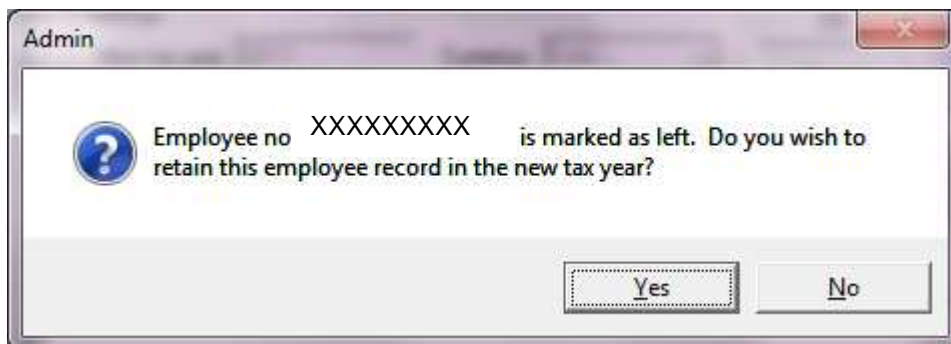 Admin
Employee no XXXXXXXXX is marked as left. Do you wish to
retain this employee record in the new tax year?
Yes
No